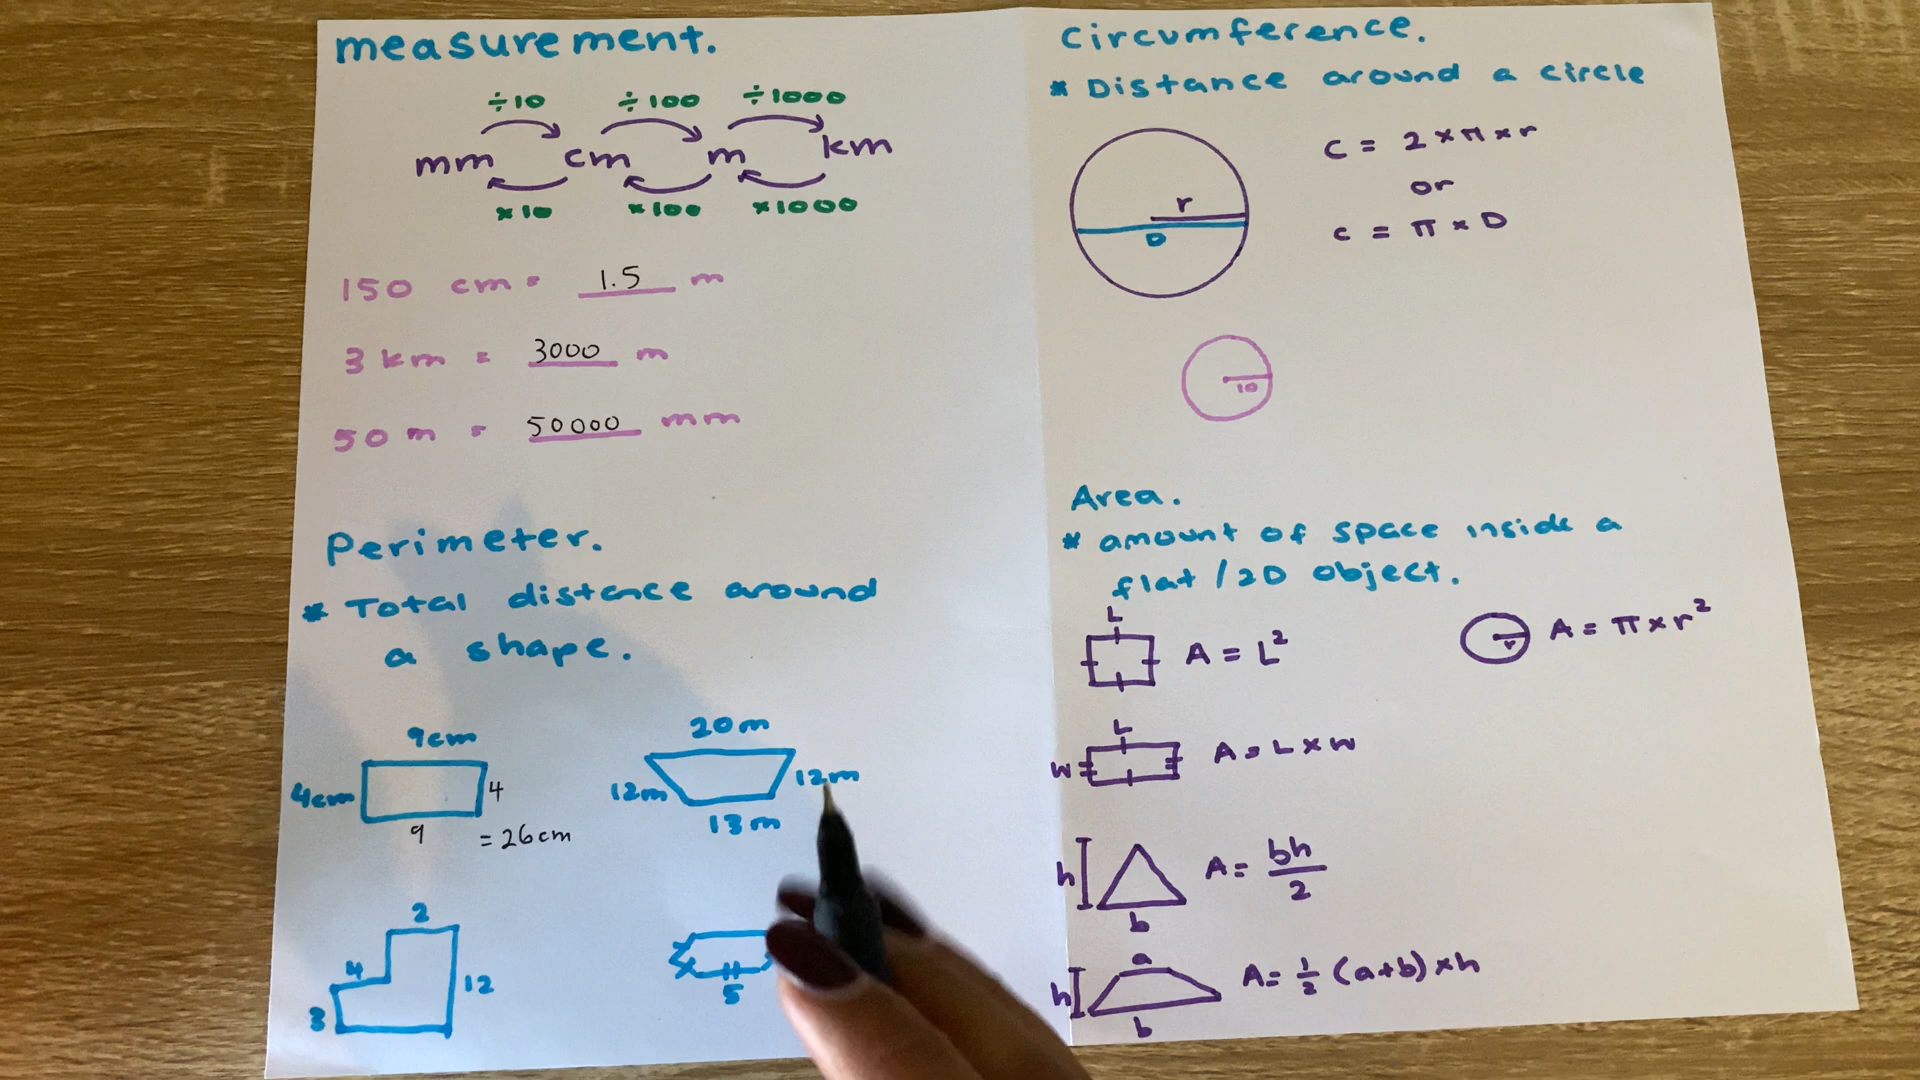 measurement.
÷10 ÷100 ÷1000
mm cm m km
×10 ×100 ×1000
150 cm = 1.5 m
3 km = 3000 m
50 m = 50000 mm
Perimeter.
* Total distance around
a shape.
9cm
4cm 4
9 = 26cm
20m
12m 12m
13m
2
4
12
3
5
Circumference.
* Distance around a circle
r
D
C = 2 × π × r
or
C = π × D
10
Area.
* amount of space inside a
flat / 2D object.
L
A = L²
r A = π × r²
L
W A = L × W
h A = bh/2
b
a
h A = ½ (a+b) × h
b